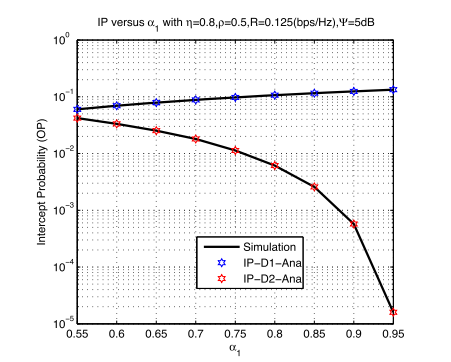 IP versus α1 with η=0.8,ρ=0.5,R=0.125(bps/Hz),Ψ=5dB
Intercept Probability (OP)
10^0
10^-1
10^-2
10^-3
10^-4
10^-5
Simulation
IP-D1-Ana
IP-D2-Ana
0.55 0.6 0.65 0.7 0.75 0.8 0.85 0.9 0.95
α1